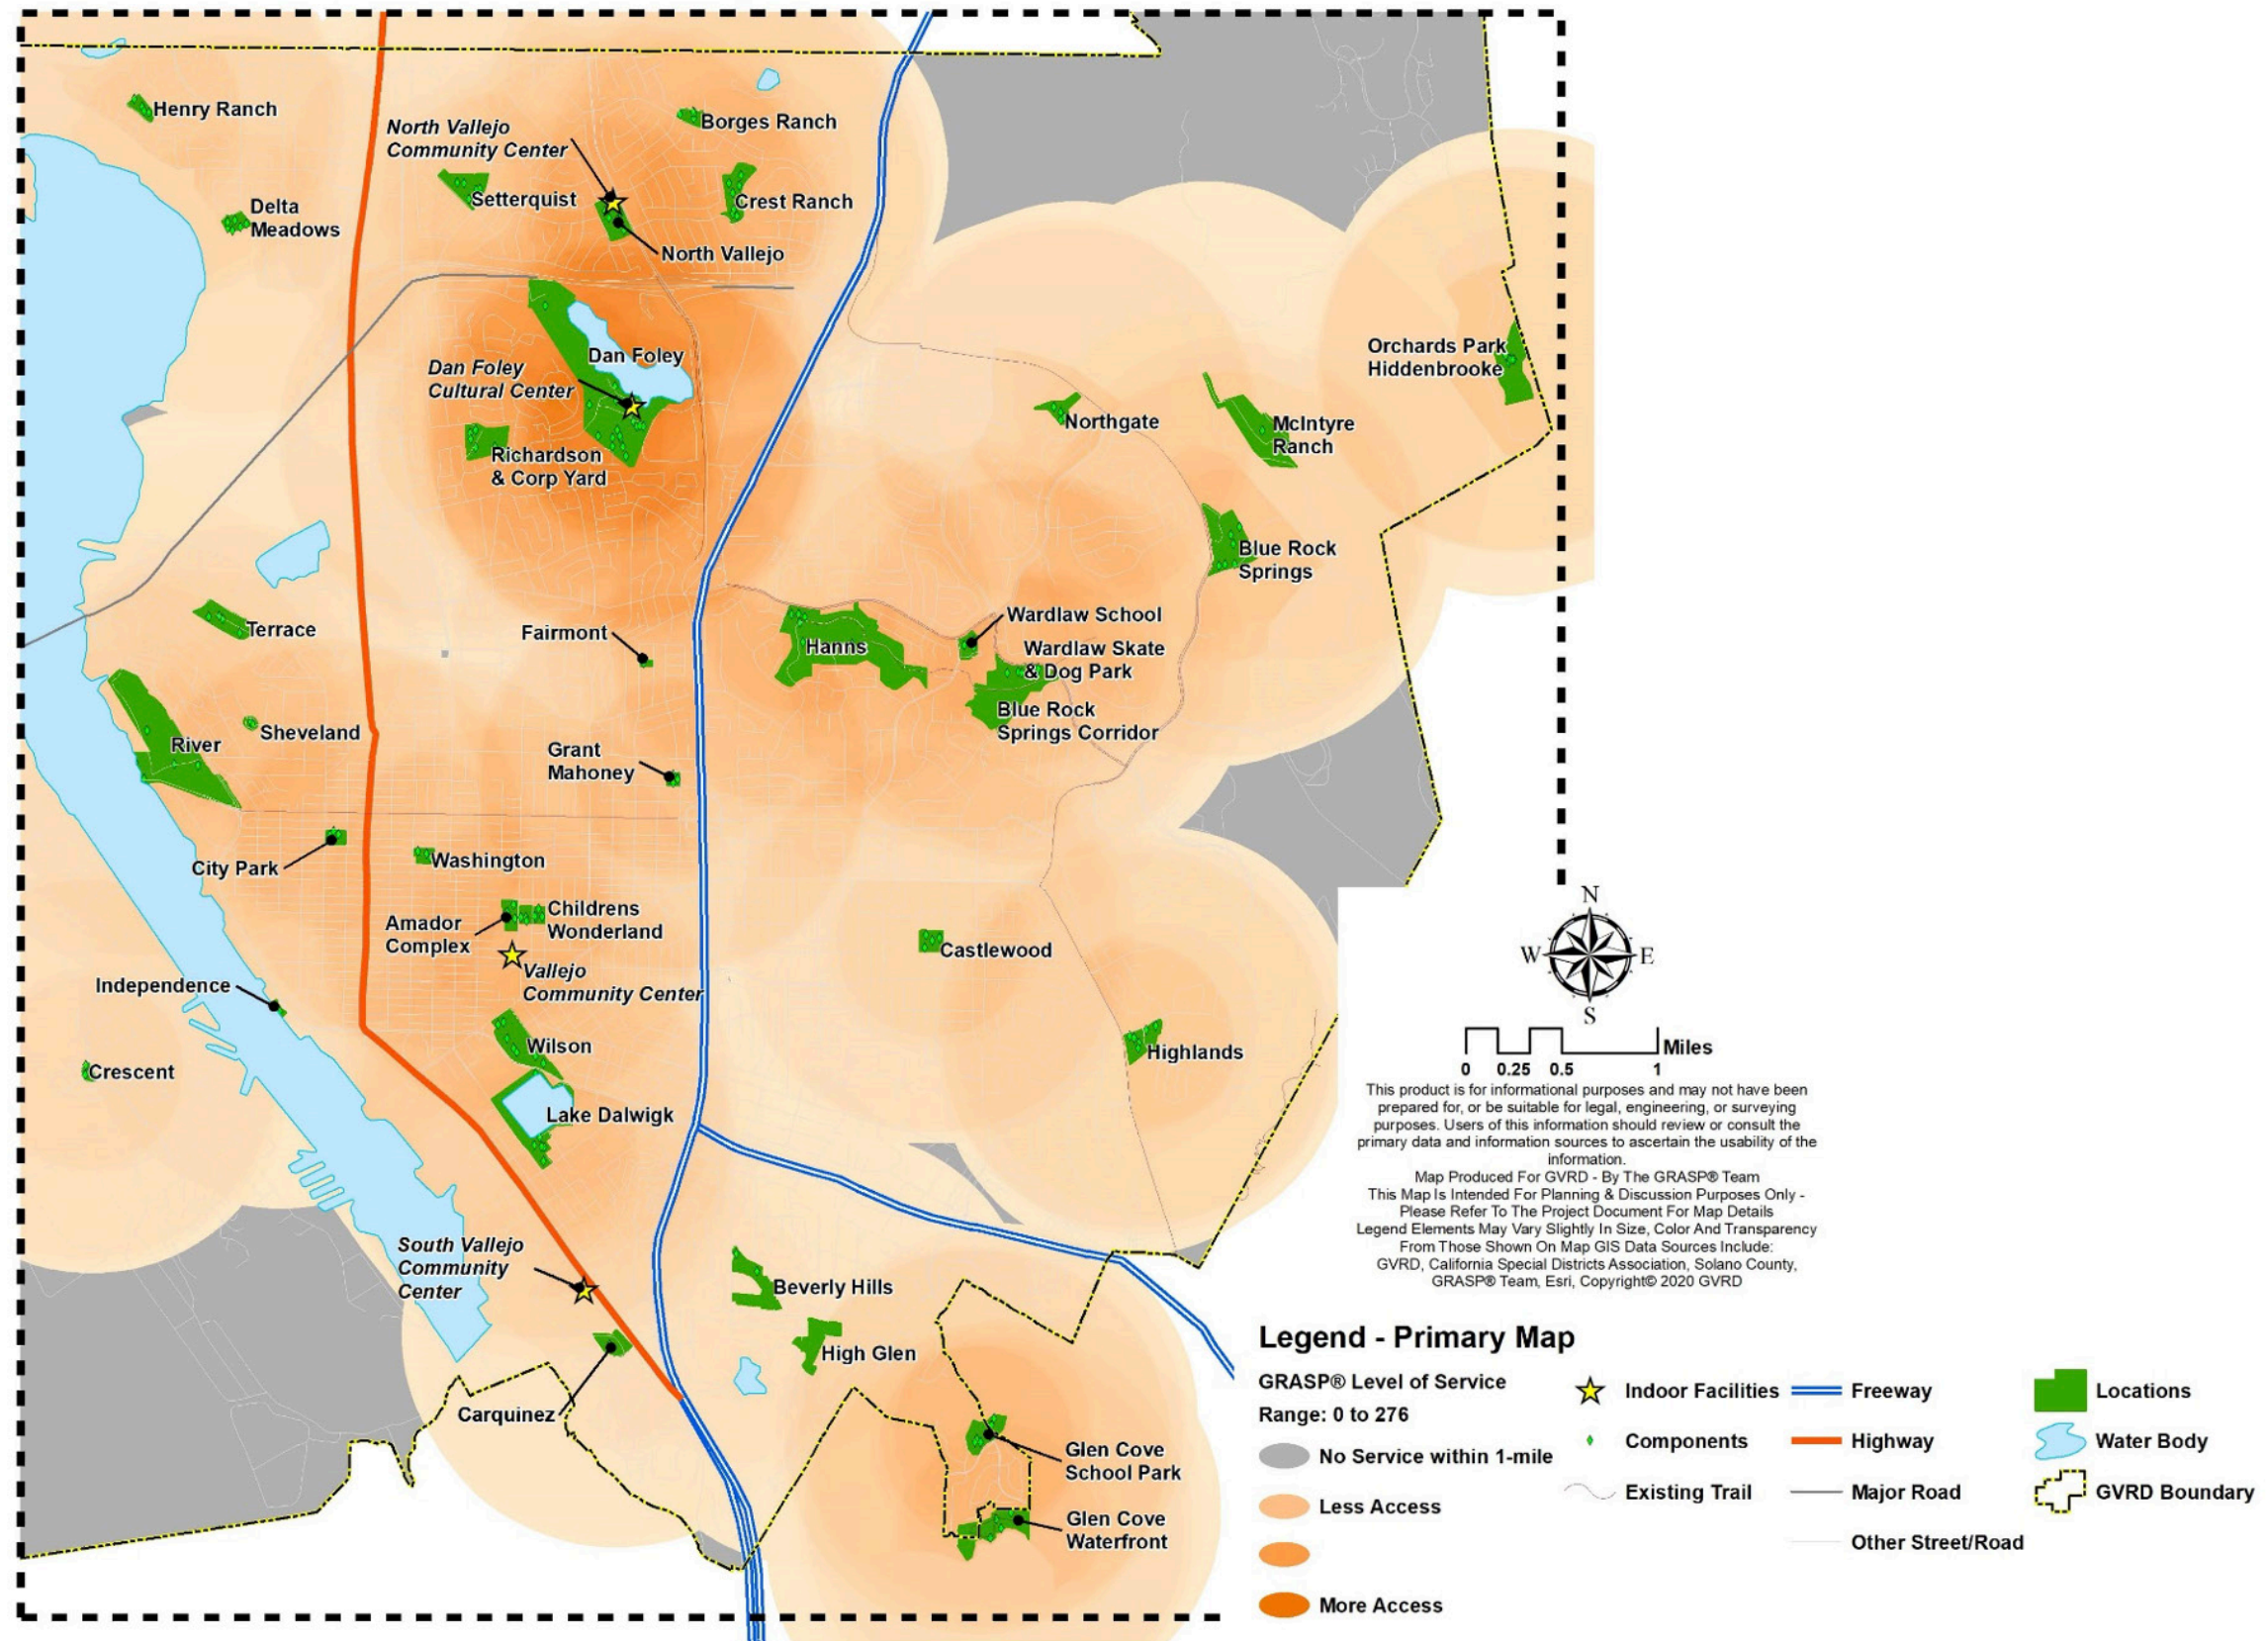 Henry Ranch
North Vallejo
Community Center
Borges Ranch
Setterquist
Crest Ranch
Delta
Meadows
North Vallejo
Dan Foley
Dan Foley
Cultural Center
Orchards Park
Hiddenbrooke
Northgate
McIntyre
Ranch
Richardson
& Corp Yard
Blue Rock
Springs
Terrace
Fairmont
Wardlaw School
Hanns
Wardlaw Skate
& Dog Park
Blue Rock
Springs Corridor
River
Sheveland
Grant
Mahoney
City Park
Washington
Amador
Complex
Childrens
Wonderland
Vallejo
Community Center
Castlewood
Independence
Wilson
Highlands
Crescent
Lake Dalwigk
South Vallejo
Community
Center
Beverly Hills
High Glen
Carquinez
Glen Cove
School Park
Glen Cove
Waterfront
N
W E
S
Miles
0 0.25 0.5 1
This product is for informational purposes and may not have been
prepared for, or be suitable for legal, engineering, or surveying
purposes. Users of this information should review or consult the
primary data and information sources to ascertain the usability of the
information.
Map Produced For GVRD - By The GRASP® Team
This Map Is Intended For Planning & Discussion Purposes Only -
Please Refer To The Project Document For Map Details
Legend Elements May Vary Slightly In Size, Color And Transparency
From Those Shown On Map GIS Data Sources Include:
GVRD, California Special Districts Association, Solano County,
GRASP® Team, Esri, Copyright© 2020 GVRD
Legend - Primary Map
GRASP® Level of Service
Range: 0 to 276
No Service within 1-mile
Less Access
More Access
Indoor Facilities
Components
Existing Trail
Freeway
Highway
Major Road
Other Street/Road
Locations
Water Body
GVRD Boundary